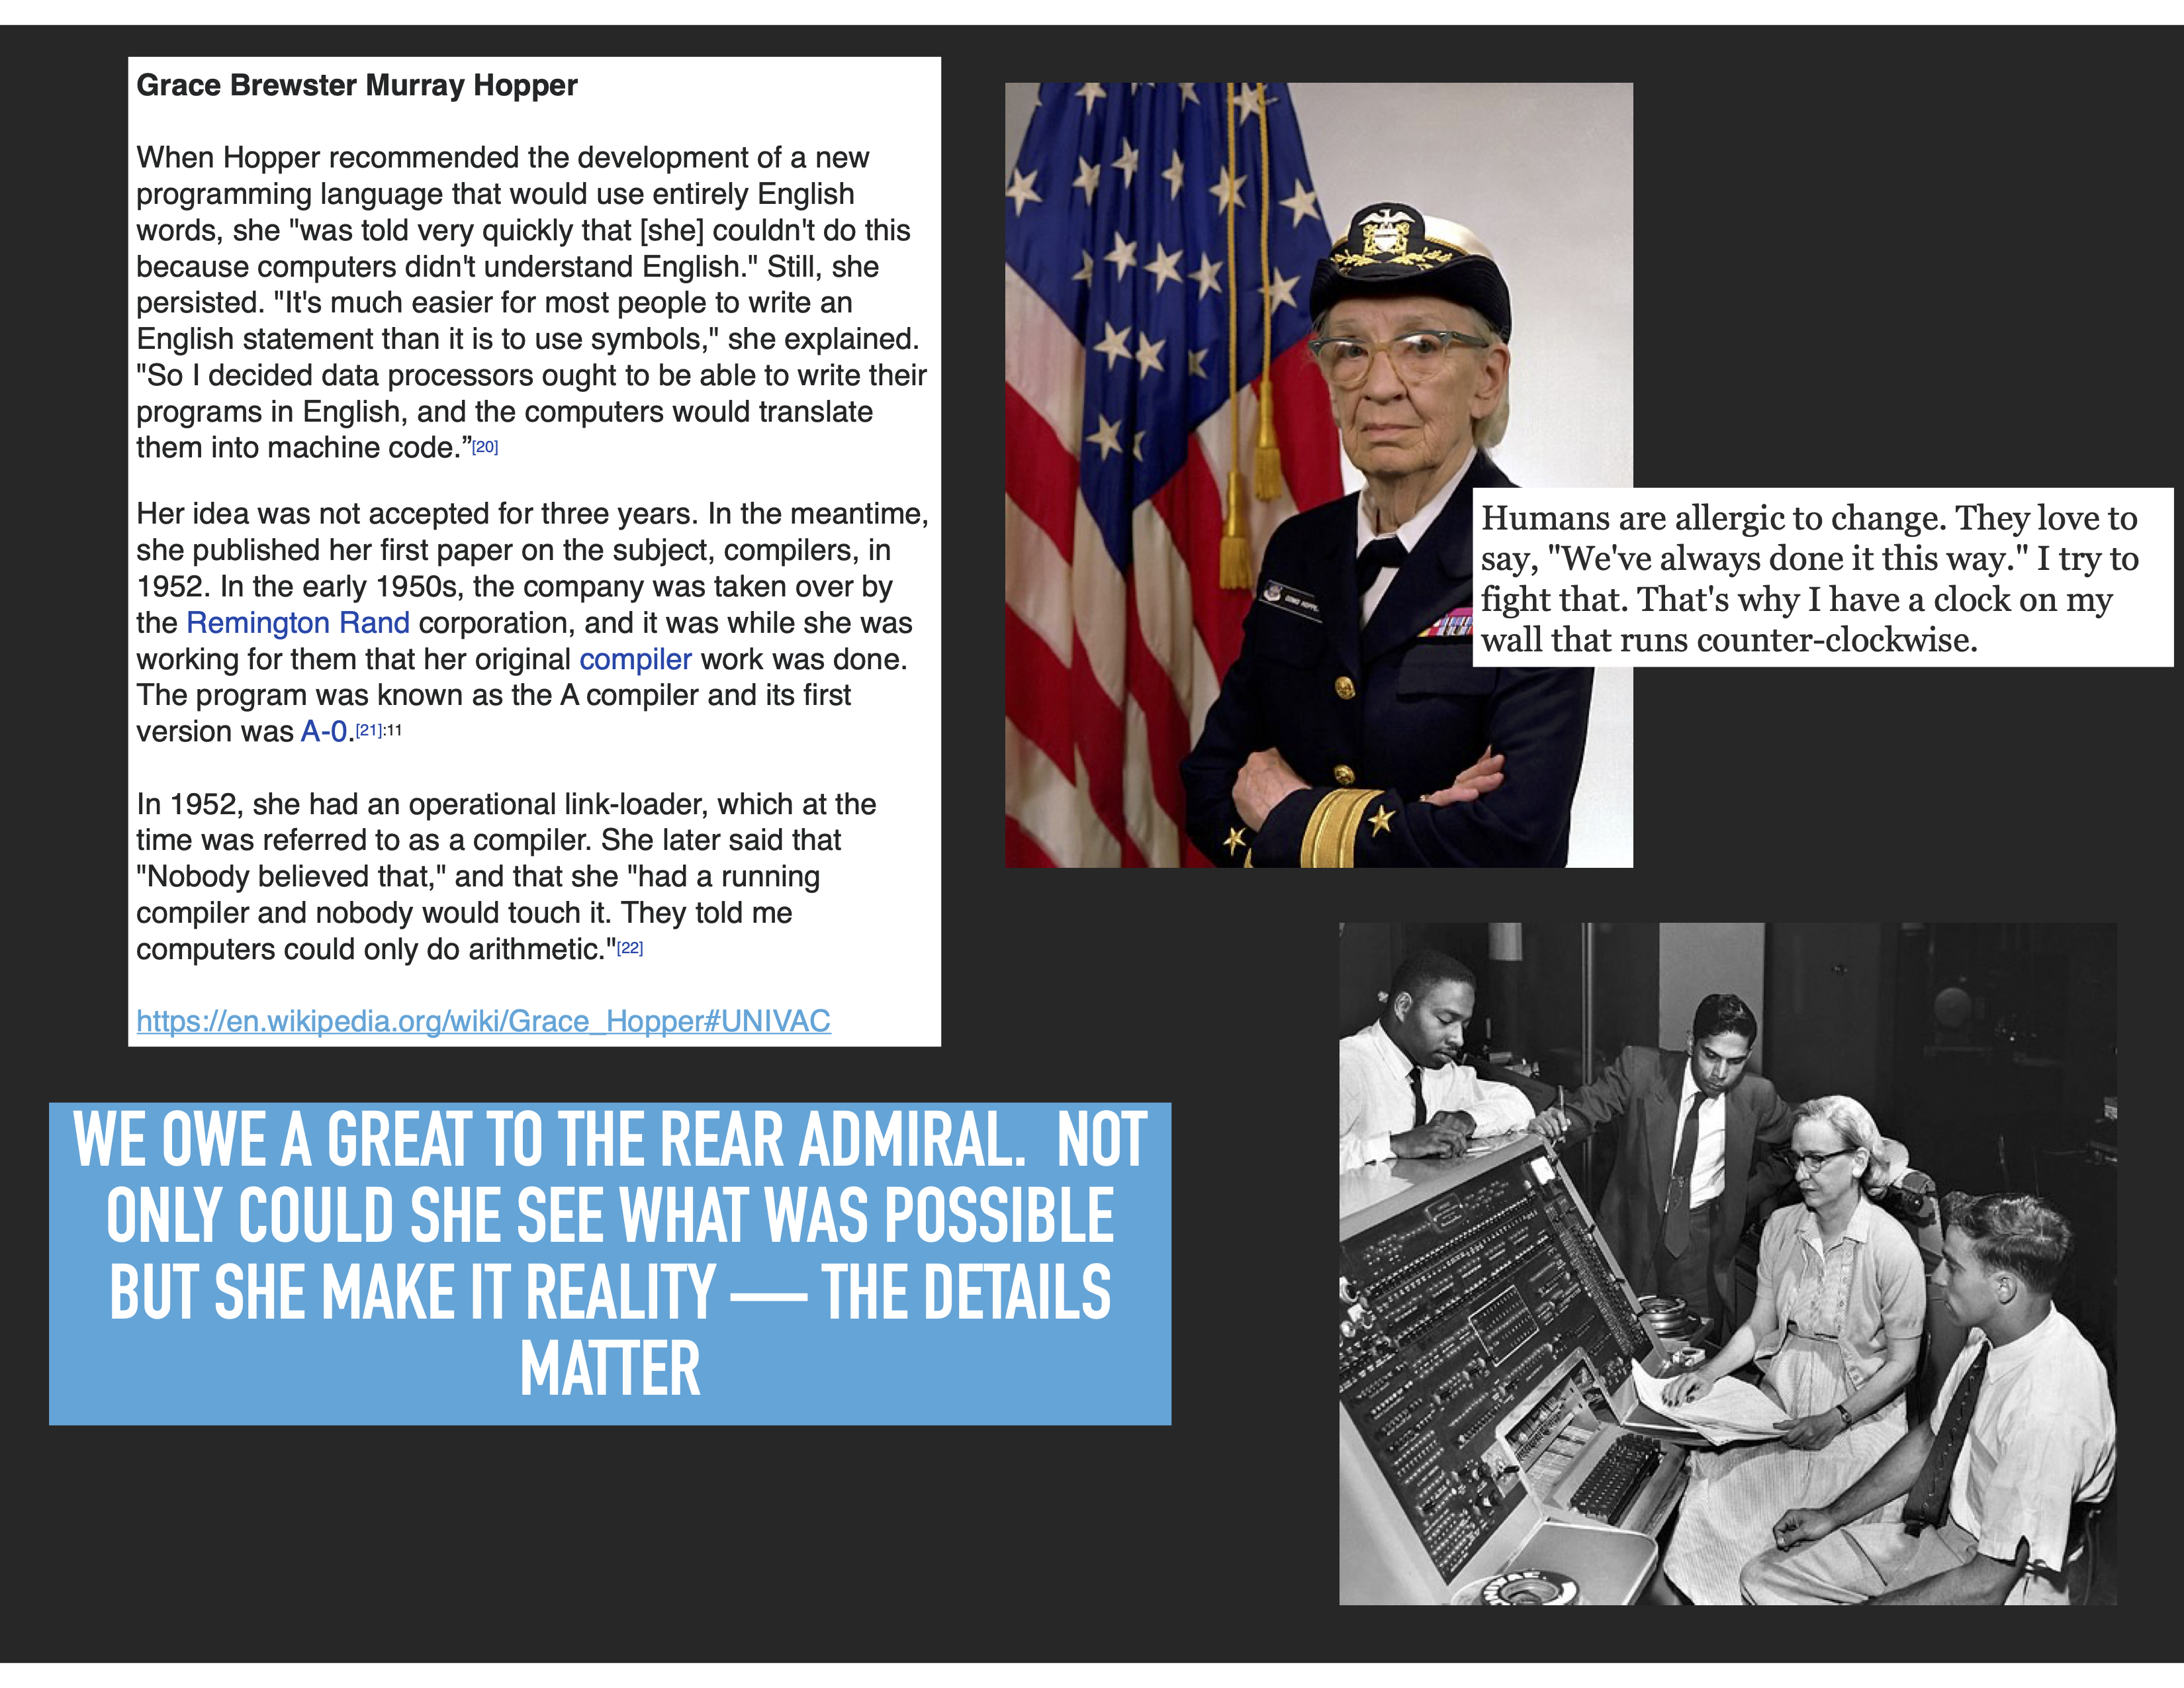 Grace Brewster Murray Hopper
When Hopper recommended the development of a new
programming language that would use entirely English
words, she "was told very quickly that [she] couldn't do this
because computers didn't understand English." Still, she
persisted. "It's much easier for most people to write an
English statement than it is to use symbols," she explained.
"So I decided data processors ought to be able to write their
programs in English, and the computers would translate
them into machine code.”[20]
Her idea was not accepted for three years. In the meantime,
she published her first paper on the subject, compilers, in
1952. In the early 1950s, the company was taken over by
the Remington Rand corporation, and it was while she was
working for them that her original compiler work was done.
The program was known as the A compiler and its first
version was A-0.[21]:11
In 1952, she had an operational link-loader, which at the
time was referred to as a compiler. She later said that
"Nobody believed that," and that she "had a running
compiler and nobody would touch it. They told me
computers could only do arithmetic."[22]
https://en.wikipedia.org/wiki/Grace_Hopper#UNIVAC
Humans are allergic to change. They love to
say, "We've always done it this way." I try to
fight that. That's why I have a clock on my
wall that runs counter-clockwise.
WE OWE A GREAT TO THE REAR ADMIRAL.  NOT
ONLY COULD SHE SEE WHAT WAS POSSIBLE
BUT SHE MAKE IT REALITY — THE DETAILS
MATTER